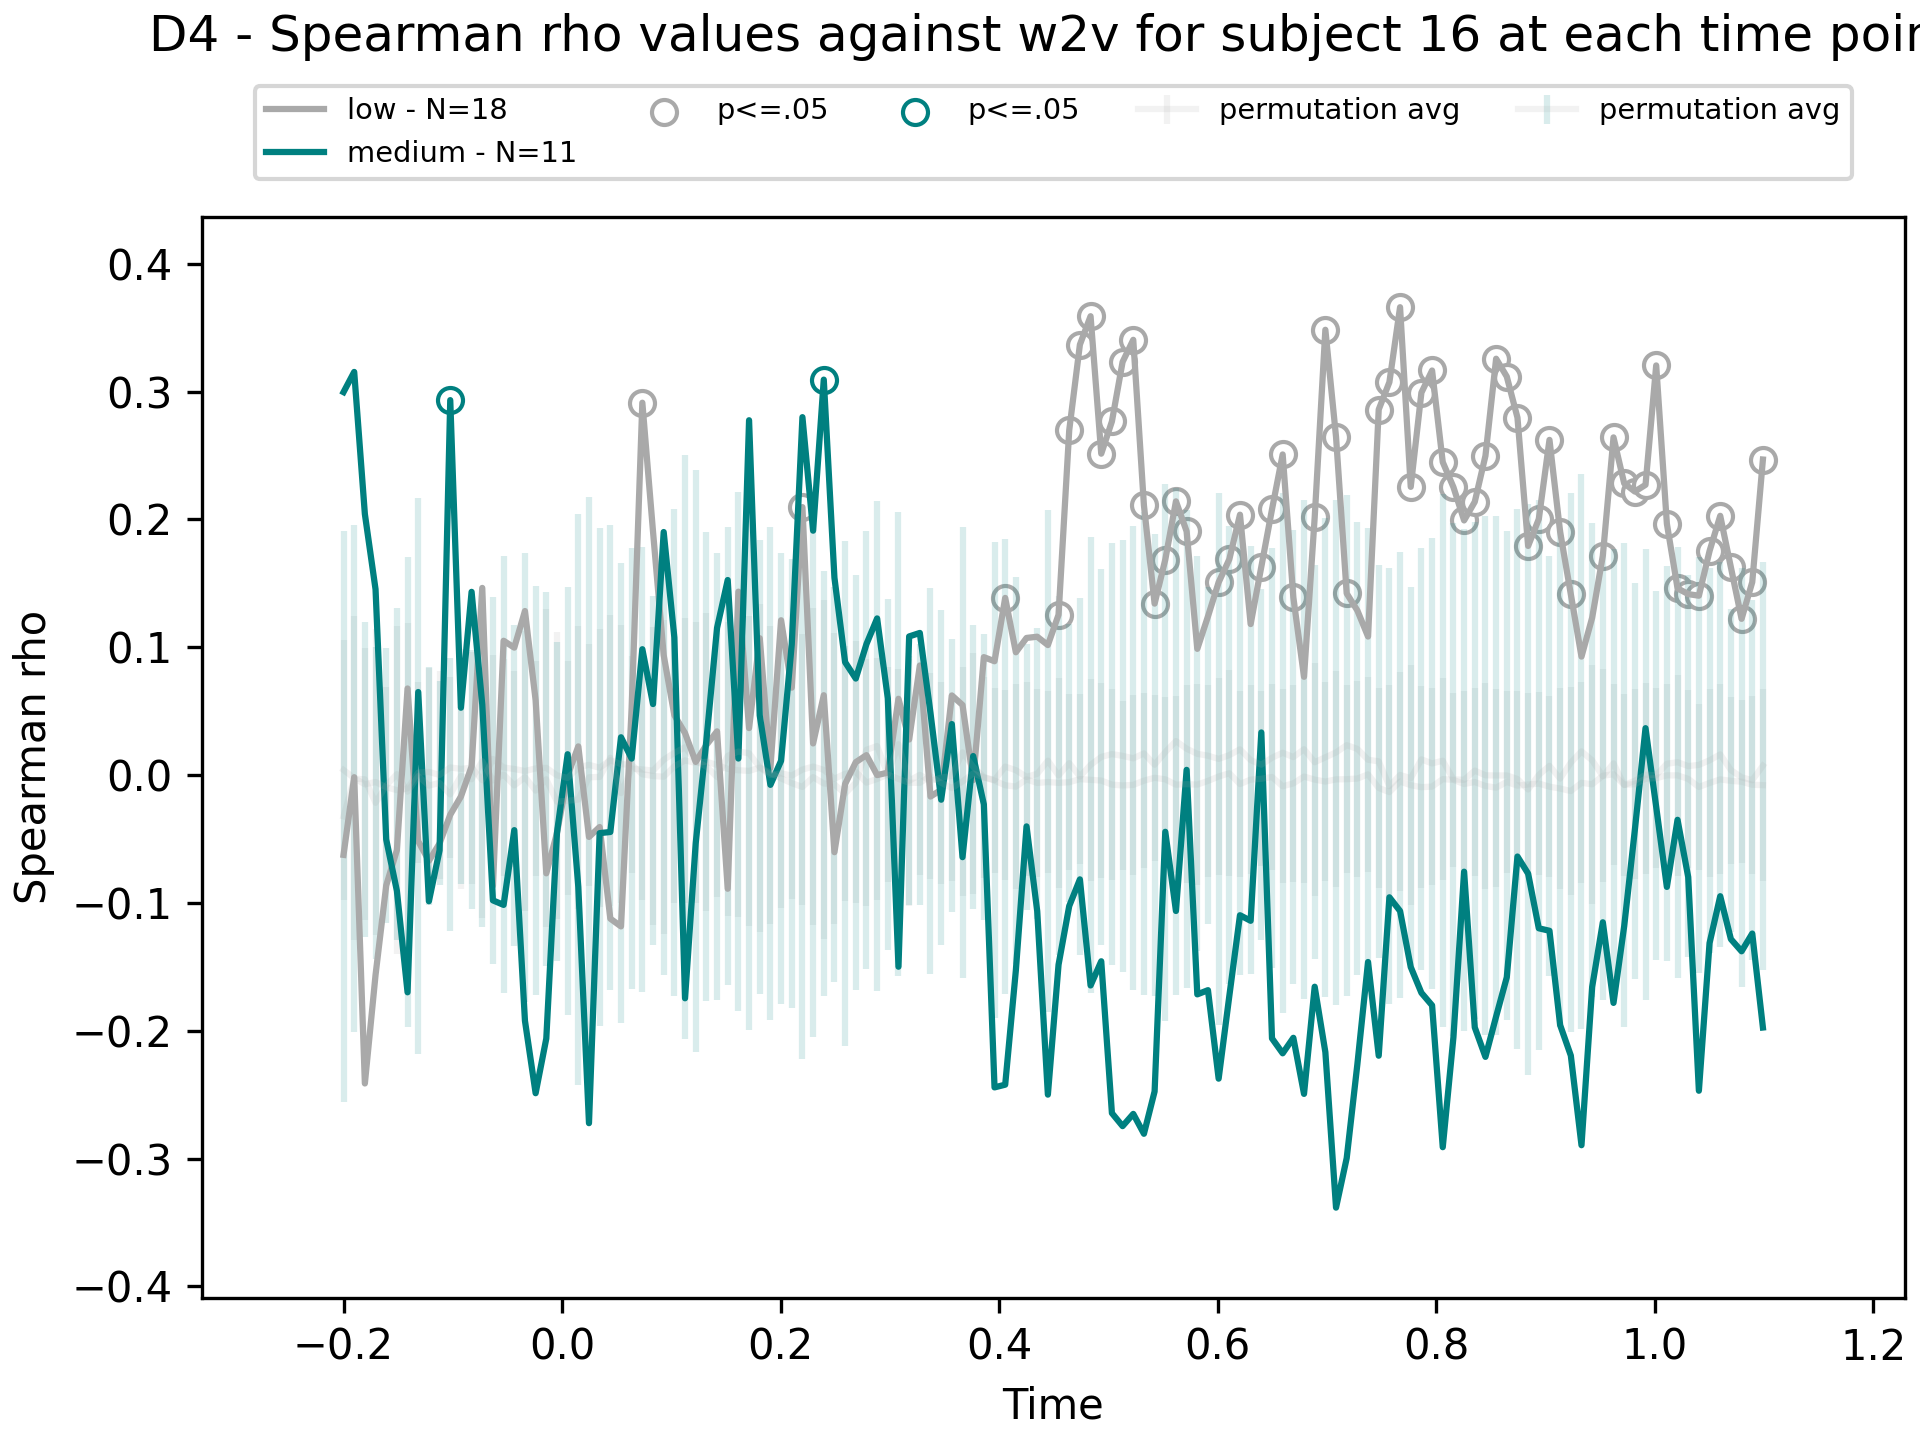 D4 - Spearman rho values against w2v for subject 16 at each time poin
low - N=18
medium - N=11
p<=.05
p<=.05
permutation avg
permutation avg
Spearman rho
0.4
0.3
0.2
0.1
0.0
−0.1
−0.2
−0.3
−0.4
−0.2
0.0
0.2
0.4
0.6
0.8
1.0
1.2
Time